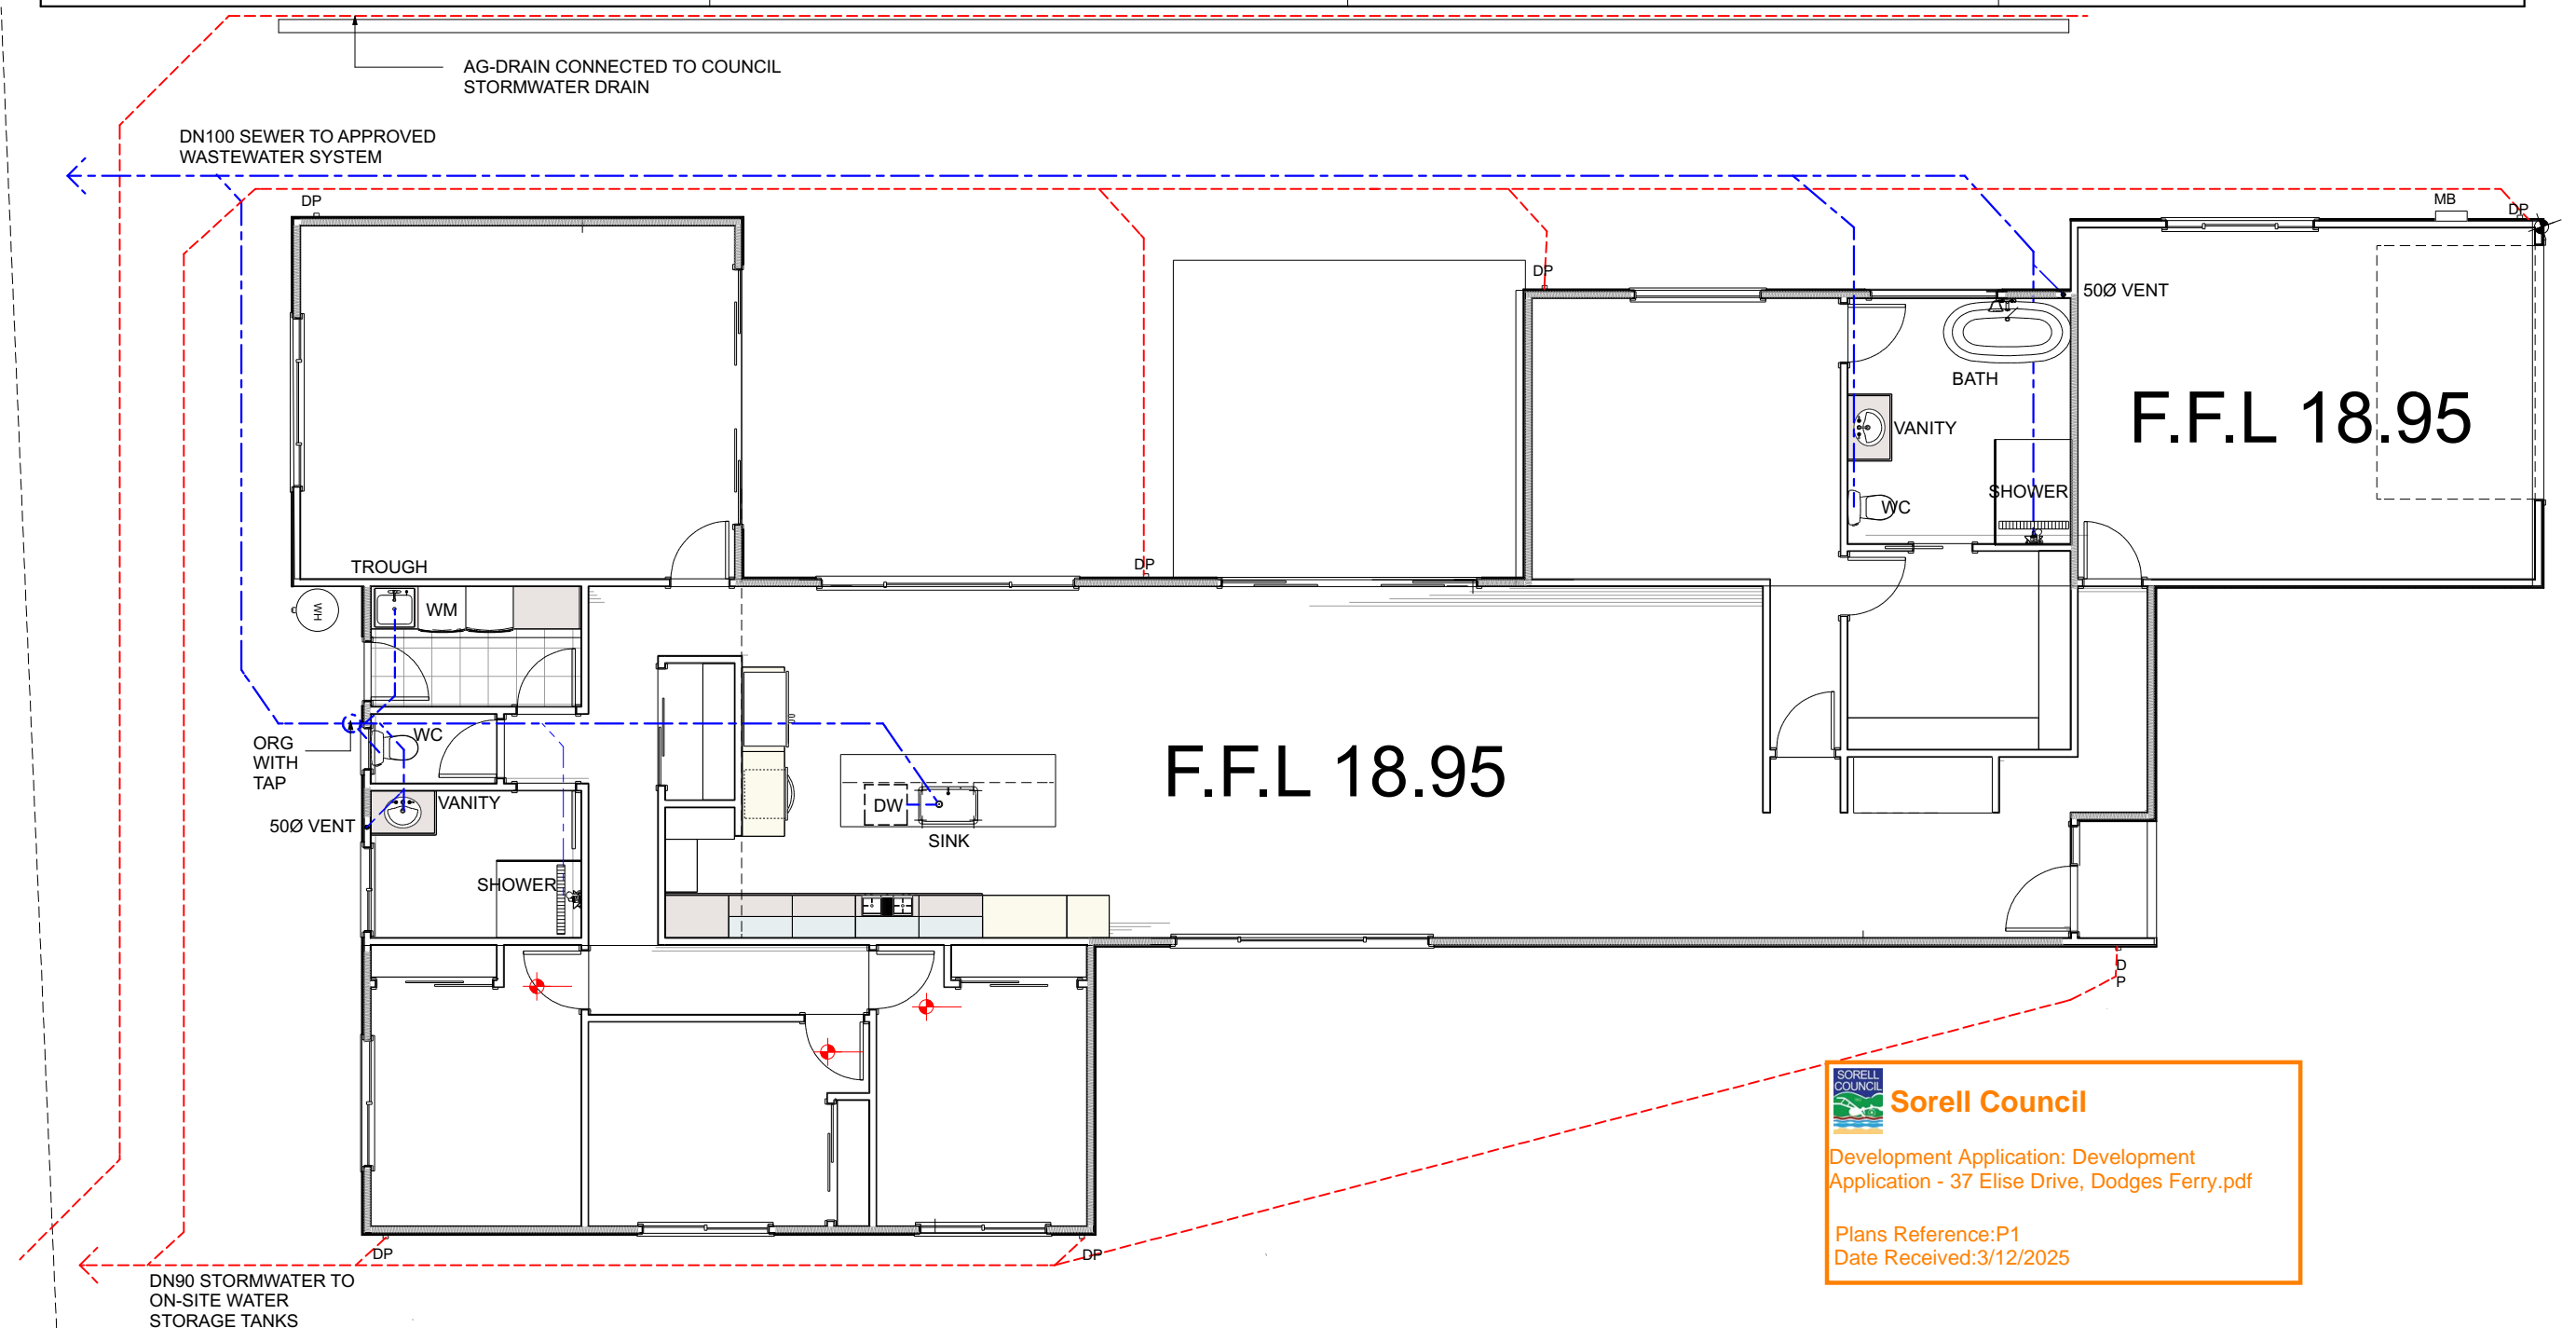 AG-DRAIN CONNECTED TO COUNCIL
STORMWATER DRAIN
DN100 SEWER TO APPROVED
WASTEWATER SYSTEM
DP
MB
DP
DP
50Ø VENT
BATH
F.F.L 18.95
VANITY
SHOWER
WC
DP
TROUGH
WM
WH
WC
ORG
WITH
TAP
F.F.L 18.95
VANITY
DW
50Ø VENT
SINK
SHOWER
D
P
SORELL
COUNCIL
Sorell Council
Development Application: Development
Application - 37 Elise Drive, Dodges Ferry.pdf
Plans Reference:P1
Date Received:3/12/2025
DP
DP
DN90 STORMWATER TO
ON-SITE WATER
STORAGE TANKS